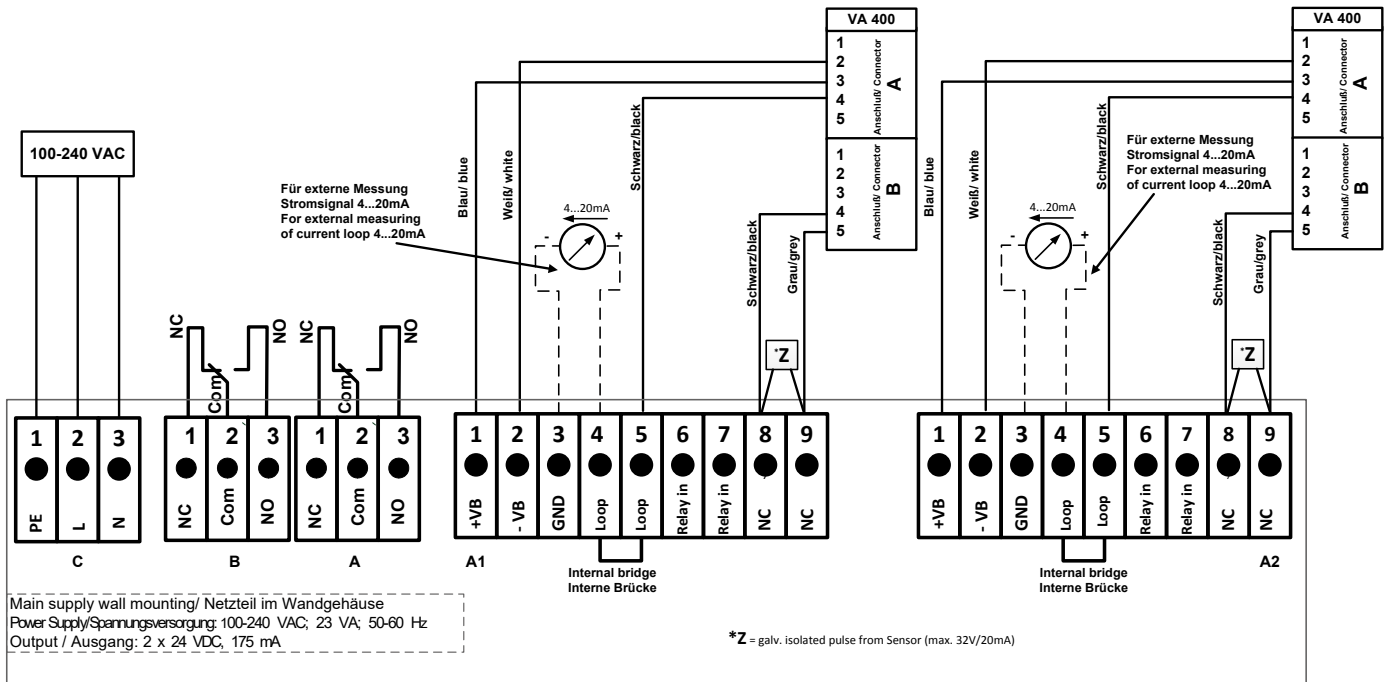 VA 400
1
2
3
4
5
Anschluß/ Connector
A
1
2
3
4
5
Anschluß/ Connector
B
VA 400
1
2
3
4
5
Anschluß/ Connector
A
1
2
3
4
5
Anschluß/ Connector
B
100-240 VAC
Für externe Messung
Stromsignal 4...20mA
For external measuring
of current loop 4...20mA
Blau/ blue
Weiß/ white
4...20mA
- +
Schwarz/black
Schwarz/black
Grau/grey
*Z
Blau/ blue
Weiß/ white
4...20mA
- +
Schwarz/black
Für externe Messung
Stromsignal 4...20mA
For external measuring
of current loop 4...20mA
Schwarz/black
Grau/grey
*Z
NC
Com
NO
NC
Com
NO
1 2 3
PE L N
C
1 2 3
NC Com NO
B
1 2 3
NC Com NO
A
1 2 3 4 5 6 7 8 9
+VB - VB GND Loop Loop Relay in Relay in NC NC
A1
Internal bridge
Interne Brücke
1 2 3 4 5 6 7 8 9
+VB - VB GND Loop Loop Relay in Relay in NC NC
A2
Internal bridge
Interne Brücke
Main supply wall mounting/ Netzteil im Wandgehäuse
Power Supply/Spannungsversorgung: 100-240 VAC; 23 VA; 50-60 Hz
Output / Ausgang: 2 x 24 VDC, 175 mA
*Z = galv. isolated pulse from Sensor (max. 32V/20mA)